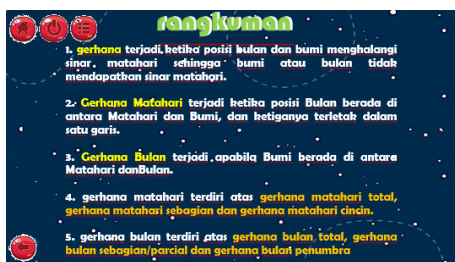 rangkuman
1. gerhana terjadi ketika posisi bulan dan bumi menghalangi
sinar matahari sehingga bumi atau bulan tidak
mendapatkan sinar matahari.
2. Gerhana Matahari terjadi ketika posisi Bulan berada di
antara Matahari dan Bumi, dan ketiganya terletak dalam
satu garis.
3. Gerhana Bulan terjadi apabila Bumi berada di antara
Matahari danBulan.
4. gerhana matahari terdiri atas gerhana matahari total,
gerhana matahari sebagian dan gerhana matahari cincin.
5. gerhana bulan terdiri atas gerhana bulan total, gerhana
bulan sebagian/parcial dan gerhana bulan penumbra